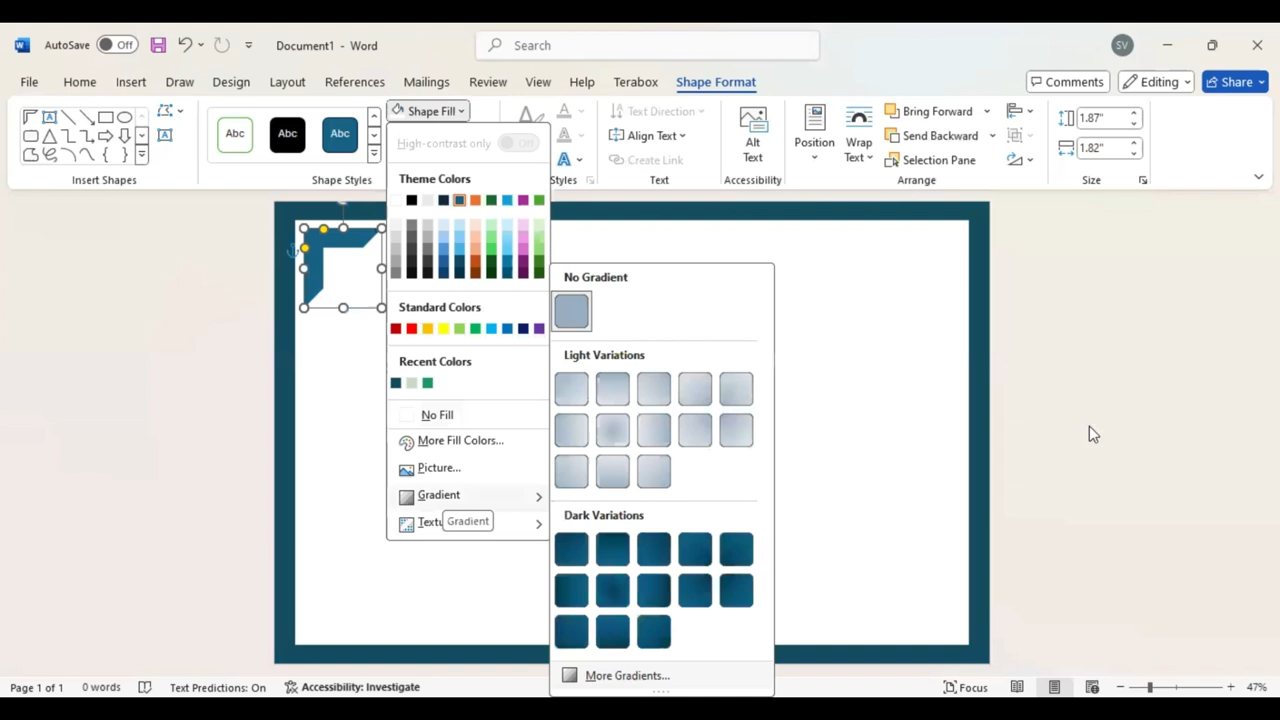 AutoSave Off Document1 - Word Search SV
File Home Insert Draw Design Layout References Mailings Review View Help Terabox Shape Format Comments Editing Share
Abc Abc Abc Shape Fill Text Direction Bring Forward 1.87"
High-contrast only Off Align Text Alt Text Position Wrap Text Send Backward 1.82"
Create Link Selection Pane
Insert Shapes Shape Styles Styles Text Accessibility Arrange Size
Theme Colors
Standard Colors
Recent Colors
No Fill
More Fill Colors...
Picture...
Gradient
Textu
Gradient
No Gradient
Light Variations
Dark Variations
More Gradients...
Page 1 of 1 0 words Text Predictions: On Accessibility: Investigate Focus 47%